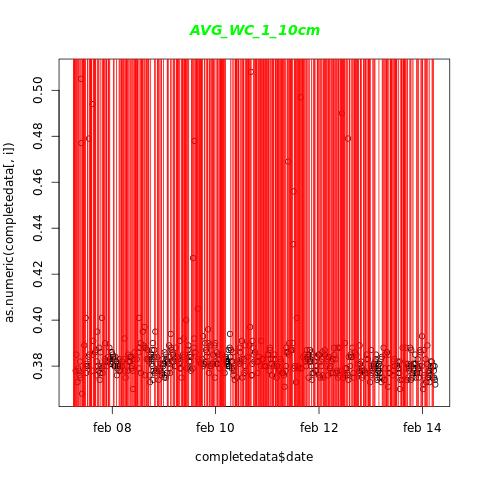 AVG_WC_1_10cm
as.numeric(completedata[, i])
0.50
0.48
0.46
0.44
0.42
0.40
0.38
feb 08
feb 10
feb 12
feb 14
completedata$date